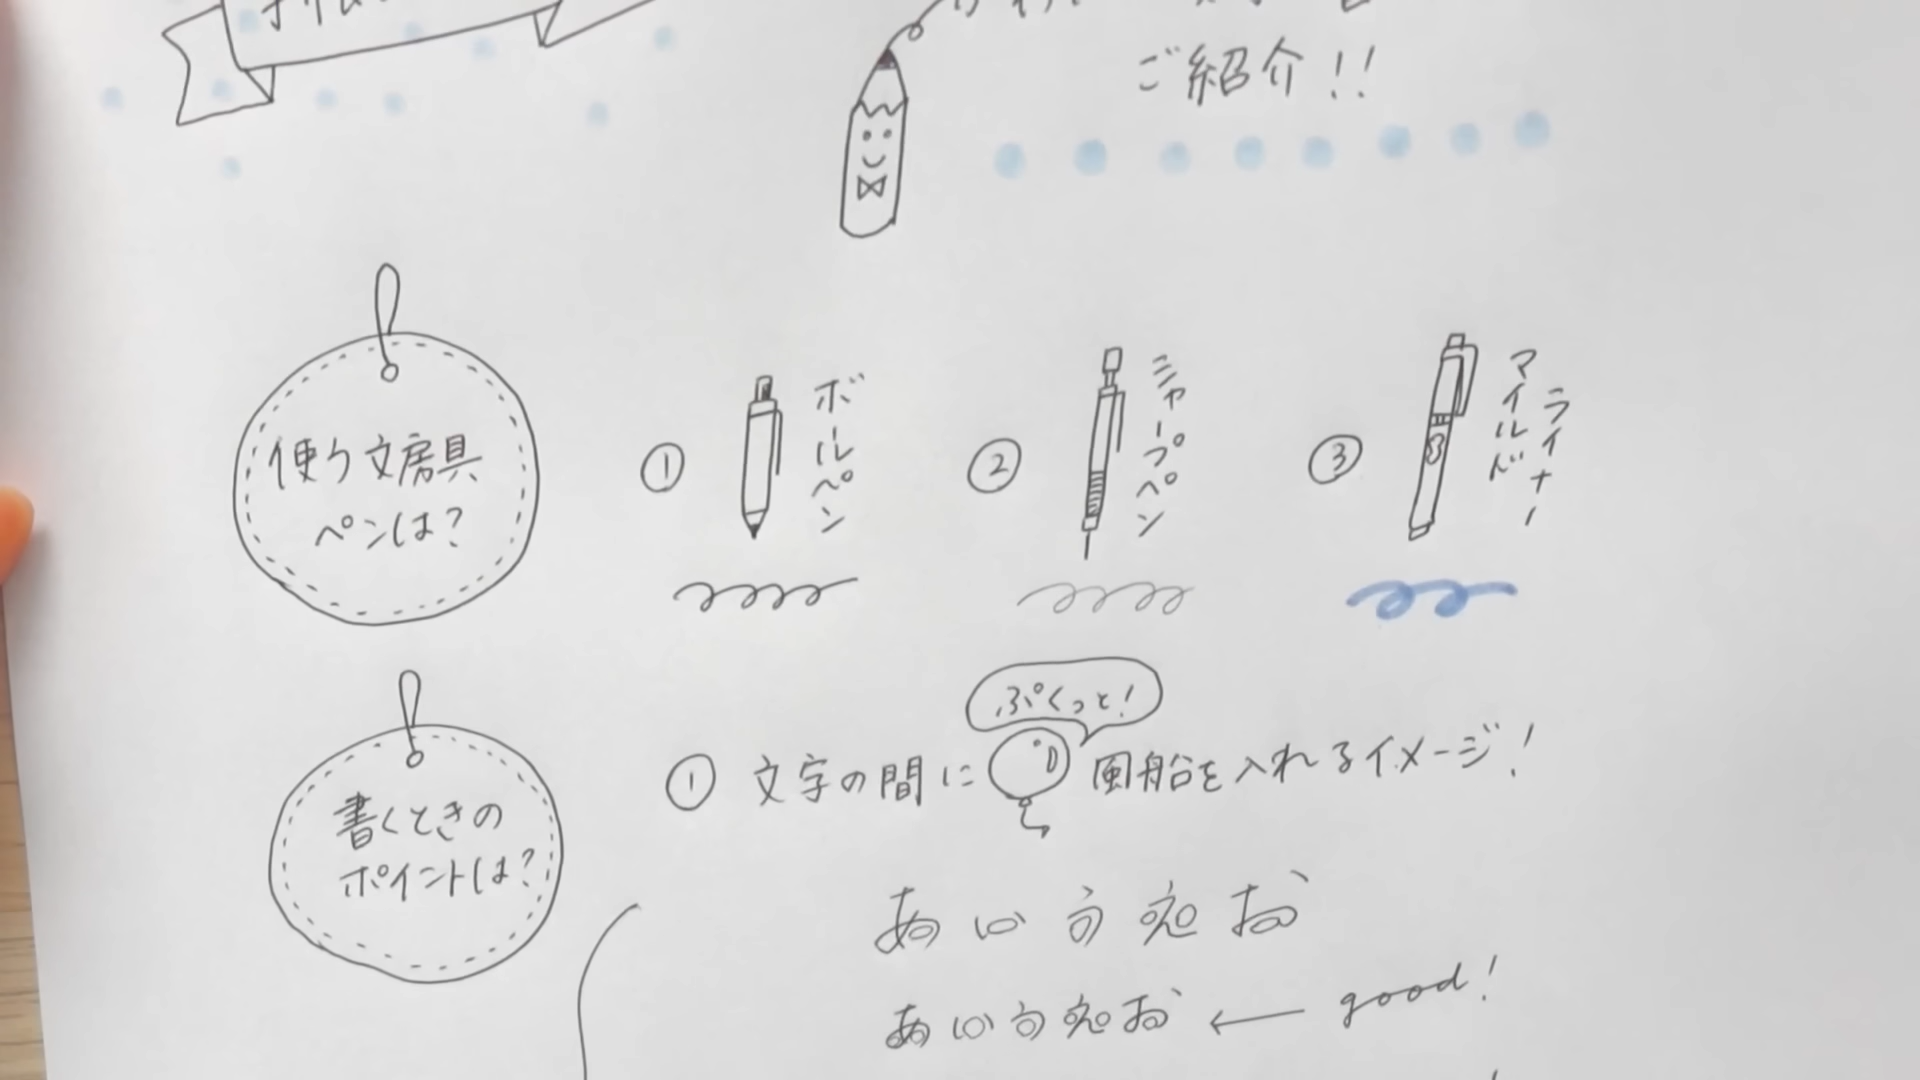 ご紹介!!
使う文房具
ペンは?
① ボールペン
② シャープペン
③ マイルド
ライナー
ぷくっと!
書くときの
ポイントは?
① 文字の間に 風船を入れるイメージ!
あいうえお
あいうえお ← good!